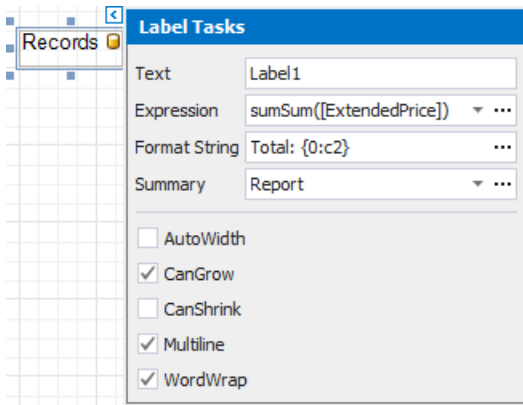 Records
Label Tasks
Text Label1
Expression sumSum([ExtendedPrice])
Format String Total: {0:c2}
Summary Report
AutoWidth
CanGrow
CanShrink
Multiline
WordWrap